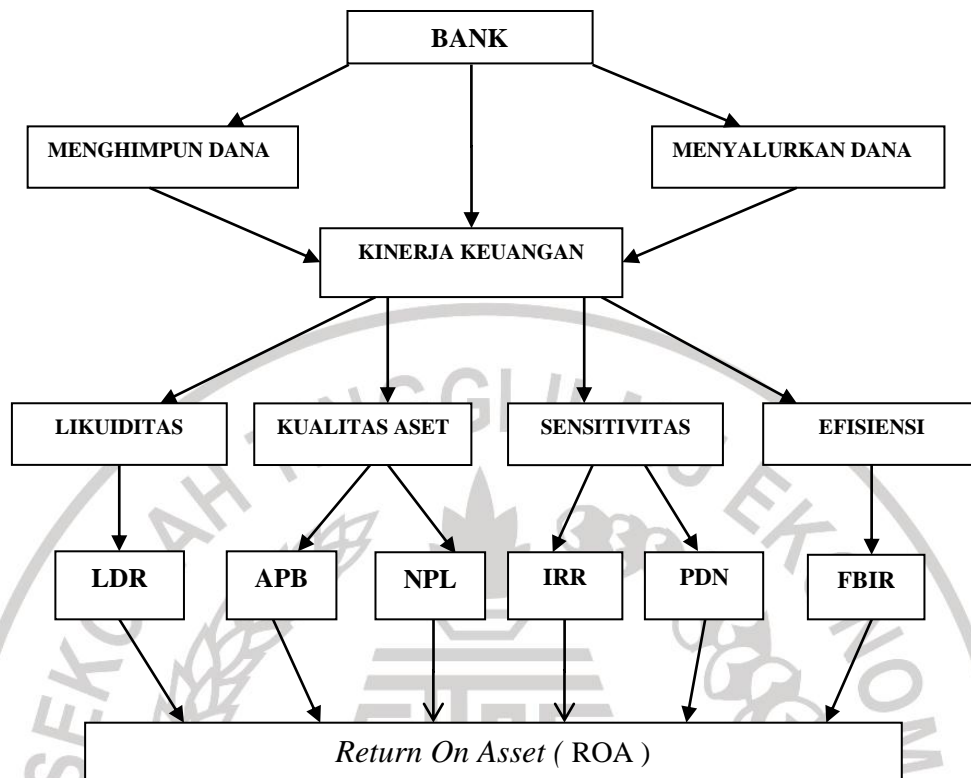 BANK
MENGHIMPUN DANA
MENYALURKAN DANA
KINERJA KEUANGAN
LIKUIDITAS
KUALITAS ASET
SENSITIVITAS
EFISIENSI
LDR
APB
NPL
IRR
PDN
FBIR
Return On Asset ( ROA )